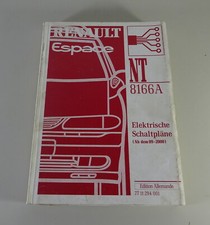 RENAULT
Espace
NT
8166A
Elektrische
Schaltpläne
Edition Allemande